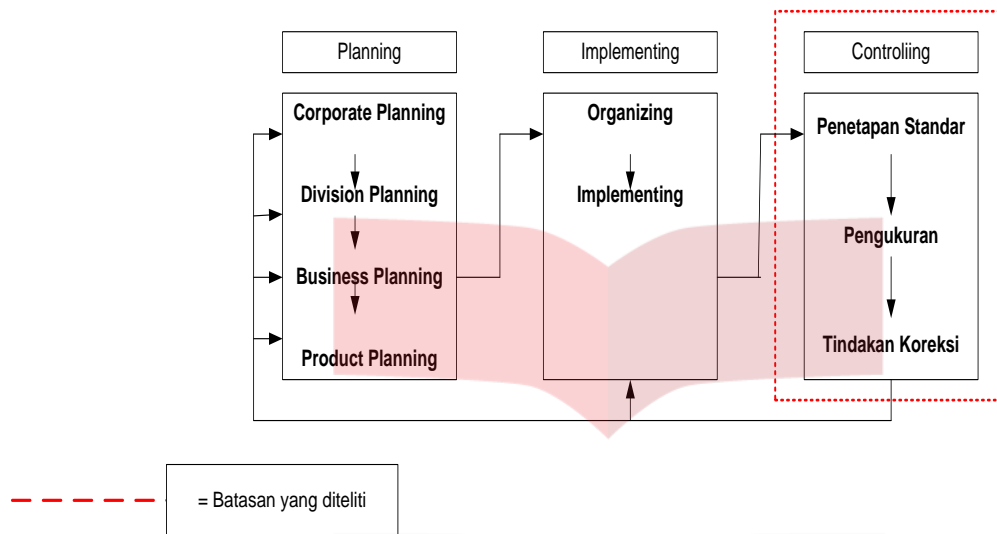 Planning
Implementing
Controliing
Corporate Planning
Division Planning
Business Planning
Product Planning
Organizing
Implementing
Penetapan Standar
Pengukuran
Tindakan Koreksi
= Batasan yang diteliti